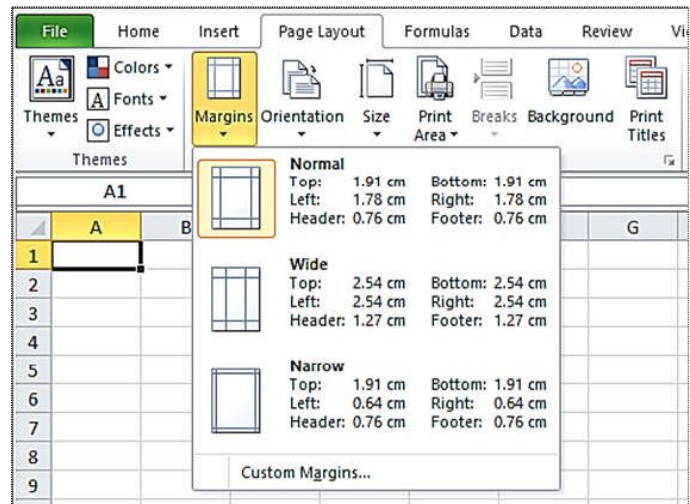 File Home Insert Page Layout Formulas Data Review
Colors
Fonts
Effects
Themes Margins Orientation Size Print Area Breaks Background Print Titles
Themes
A1
A B G
Normal
Top: 1.91 cm Bottom: 1.91 cm
Left: 1.78 cm Right: 1.78 cm
Header: 0.76 cm Footer: 0.76 cm
Wide
Top: 2.54 cm Bottom: 2.54 cm
Left: 2.54 cm Right: 2.54 cm
Header: 1.27 cm Footer: 1.27 cm
Narrow
Top: 1.91 cm Bottom: 1.91 cm
Left: 0.64 cm Right: 0.64 cm
Header: 0.76 cm Footer: 0.76 cm
Custom Margins...
1
2
3
4
5
6
7
8
9